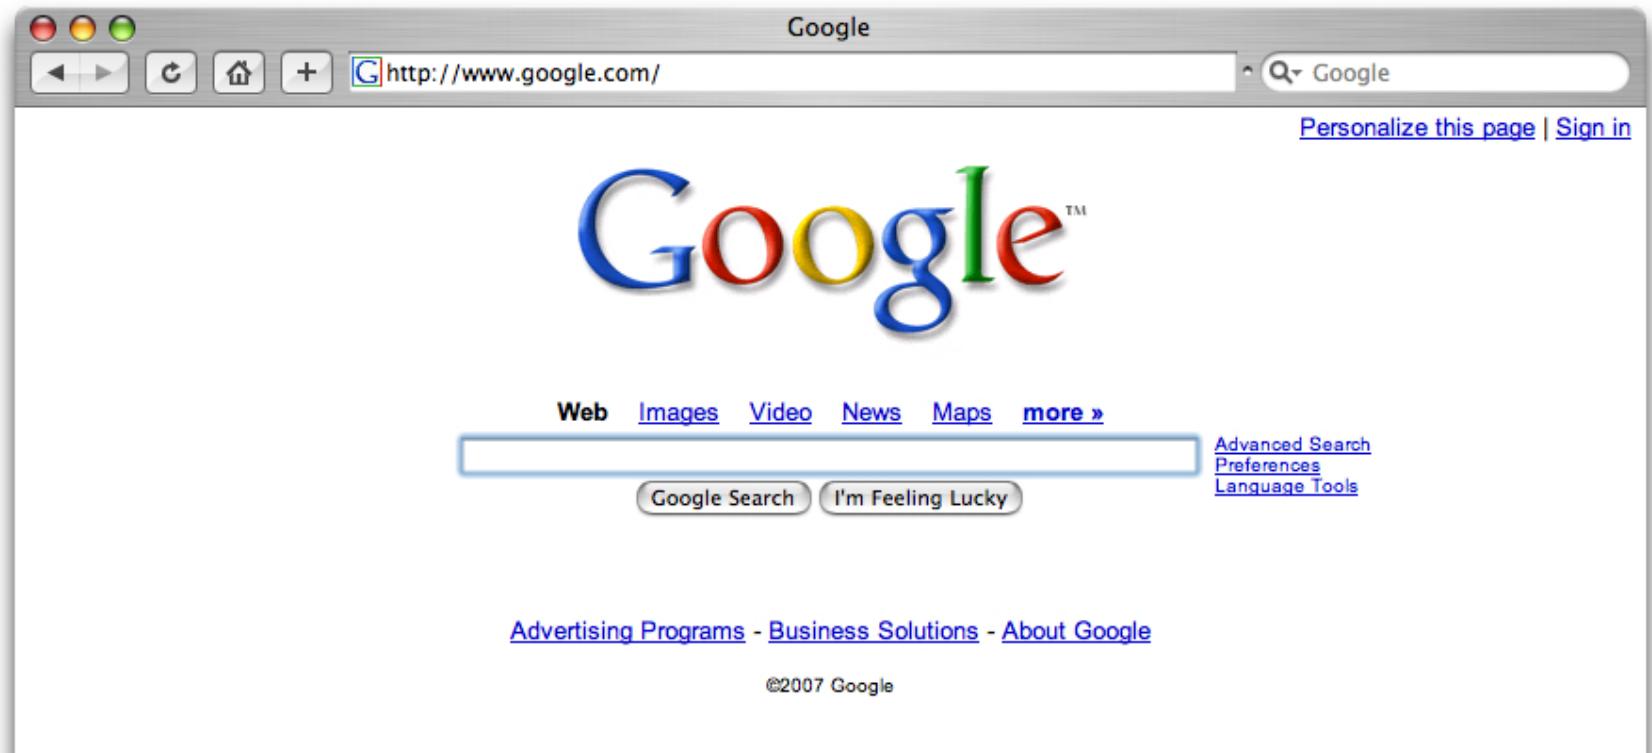 Google
http://www.google.com/ Google
Personalize this page | Sign in
Google™
Web Images Video News Maps more »
Advanced Search
Preferences
Language Tools
Google Search I'm Feeling Lucky
Advertising Programs - Business Solutions - About Google
©2007 Google